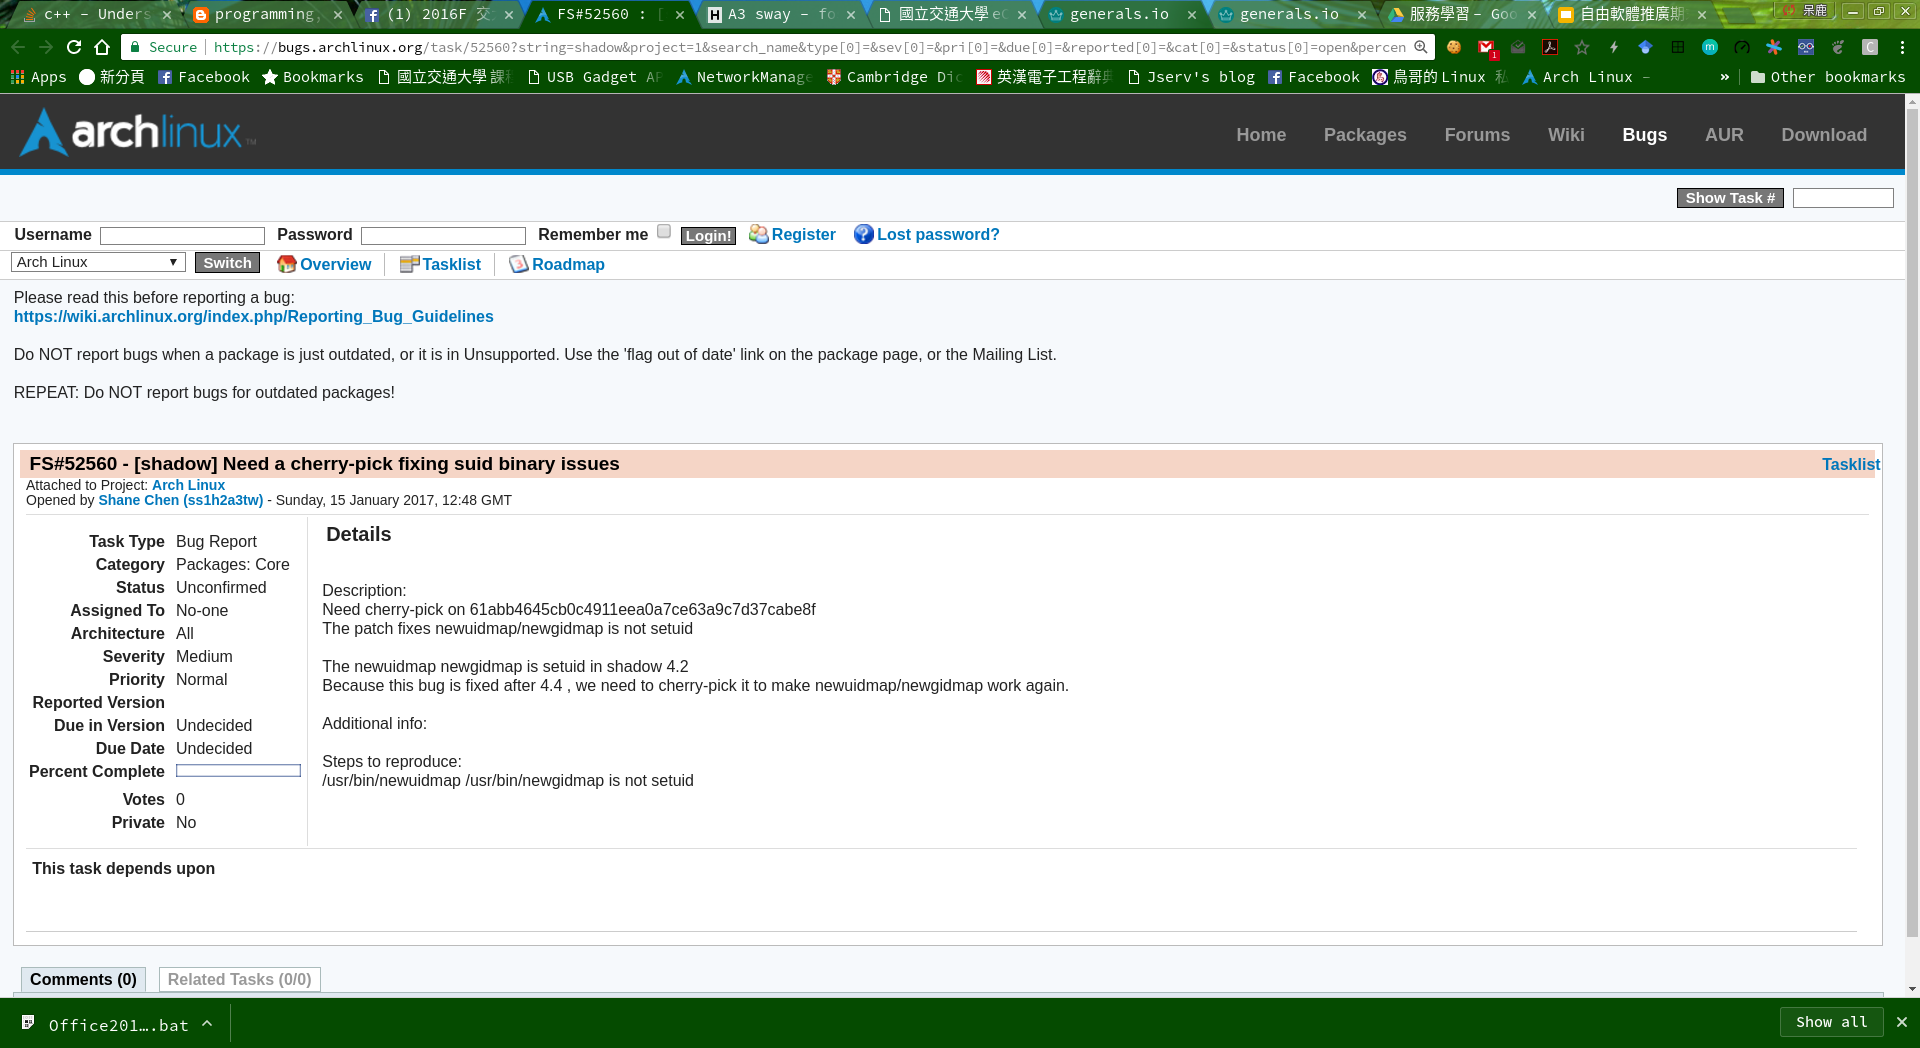 c++ - Unders
programming,
(1) 2016F 交
FS#52560 : [
A3 sway - fo
國立交通大學 eC
generals.io
generals.io
服務學習 - Goo
自由軟體推廣期
呆鹿
Secure
https://bugs.archlinux.org/task/52560?string=shadow&project=1&search_name&type[0]=&sev[0]=&pri[0]=&due[0]=&reported[0]=&cat[0]=&status[0]=open&percen
Apps
新分頁
Facebook
Bookmarks
國立交通大學 課程
USB Gadget AP
NetworkManage
Cambridge Dic
英漢電子工程辭典
Jserv's blog
Facebook
鳥哥的 Linux 私
Arch Linux -
»
Other bookmarks
archlinux™
Home
Packages
Forums
Wiki
Bugs
AUR
Download
Show Task #
Username
Password
Remember me
Login!
Register
Lost password?
Arch Linux
Switch
Overview
Tasklist
Roadmap
Please read this before reporting a bug:
https://wiki.archlinux.org/index.php/Reporting_Bug_Guidelines
Do NOT report bugs when a package is just outdated, or it is in Unsupported. Use the 'flag out of date' link on the package page, or the Mailing List.
REPEAT: Do NOT report bugs for outdated packages!
FS#52560 - [shadow] Need a cherry-pick fixing suid binary issues
Tasklist
Attached to Project: Arch Linux
Opened by Shane Chen (ss1h2a3tw) - Sunday, 15 January 2017, 12:48 GMT
Task Type Bug Report
Category Packages: Core
Status Unconfirmed
Assigned To No-one
Architecture All
Severity Medium
Priority Normal
Reported Version
Due in Version Undecided
Due Date Undecided
Percent Complete
Votes 0
Private No
Details
Description:
Need cherry-pick on 61abb4645cb0c4911eea0a7ce63a9c7d37cabe8f
The patch fixes newuidmap/newgidmap is not setuid
The newuidmap newgidmap is setuid in shadow 4.2
Because this bug is fixed after 4.4 , we need to cherry-pick it to make newuidmap/newgidmap work again.
Additional info:
Steps to reproduce:
/usr/bin/newuidmap /usr/bin/newgidmap is not setuid
This task depends upon
Comments (0)
Related Tasks (0/0)
Office201….bat
Show all